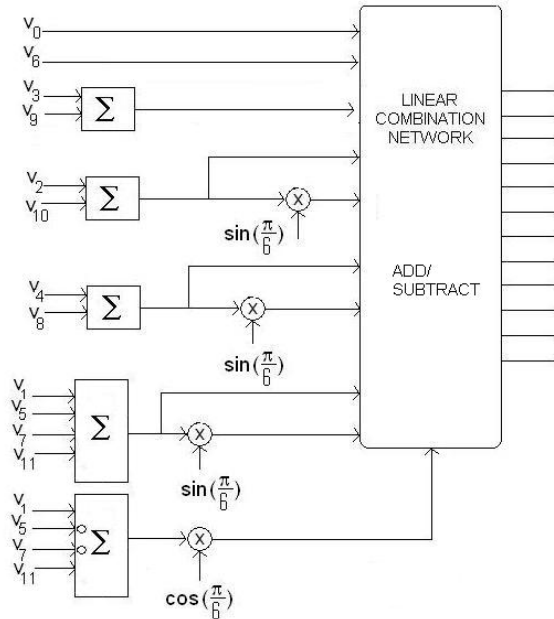 v0
v6
v3
v9
Σ
LINEAR
COMBINATION
NETWORK
v2
v10
Σ
X
sin(π/6)
v4
v8
Σ
X
sin(π/6)
ADD/
SUBTRACT
v1
v5
v7
v11
Σ
X
sin(π/6)
v1
v5
v7
v11
Σ
X
cos(π/6)